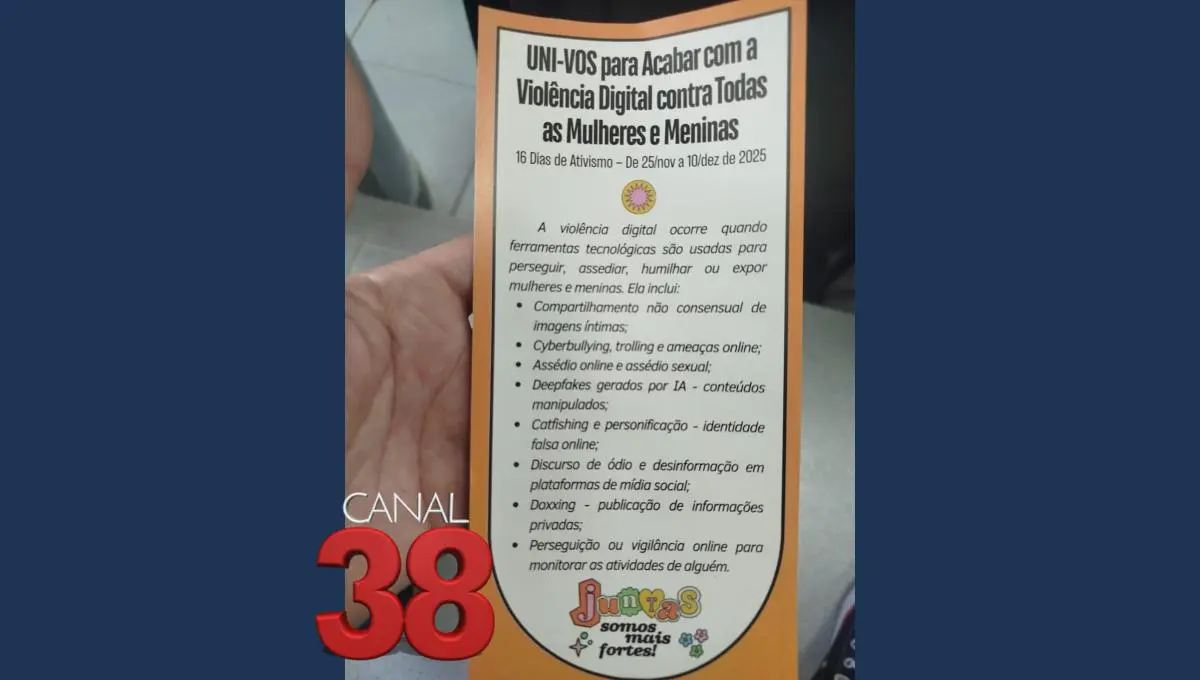 UNI-VOS para Acabar com a
Violência Digital contra Todas
as Mulheres e Meninas
16 Dias de Ativismo – De 25/nov a 10/dez de 2025
A violência digital ocorre quando
ferramentas tecnológicas são usadas para
perseguir, assediar, humilhar ou expor
mulheres e meninas. Ela inclui:
• Compartilhamento não consensual de
imagens íntimas;
• Cyberbullying, trolling e ameaças online;
• Assédio online e assédio sexual;
• Deepfakes gerados por IA - conteúdos
manipulados;
• Catfishing e personificação - identidade
falsa online;
• Discurso de ódio e desinformação em
plataformas de mídia social;
• Doxxing - publicação de informações
privadas;
• Perseguição ou vigilância online para
monitorar as atividades de alguém.
juntas
somos
mais
fortes!
CANAL
38